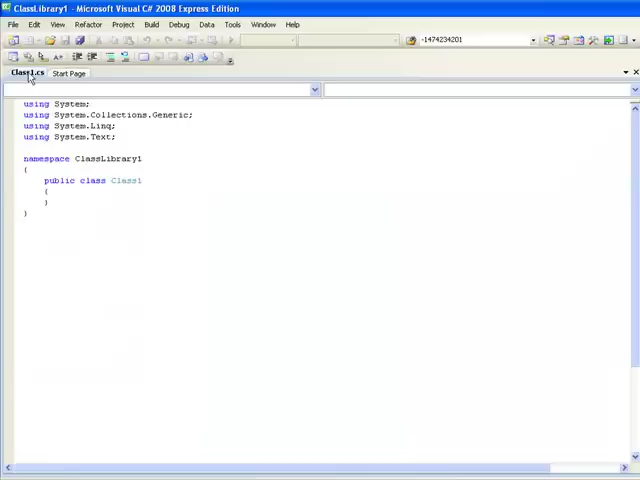 ClassLibrary1 - Microsoft Visual C# 2008 Express Edition
File Edit View Refactor Project Build Debug Data Tools Window Help
-1474234201
Class1.cs Start Page
using System;
using System.Collections.Generic;
using System.Linq;
using System.Text;
namespace ClassLibrary1
{
public class Class1
{
}
}